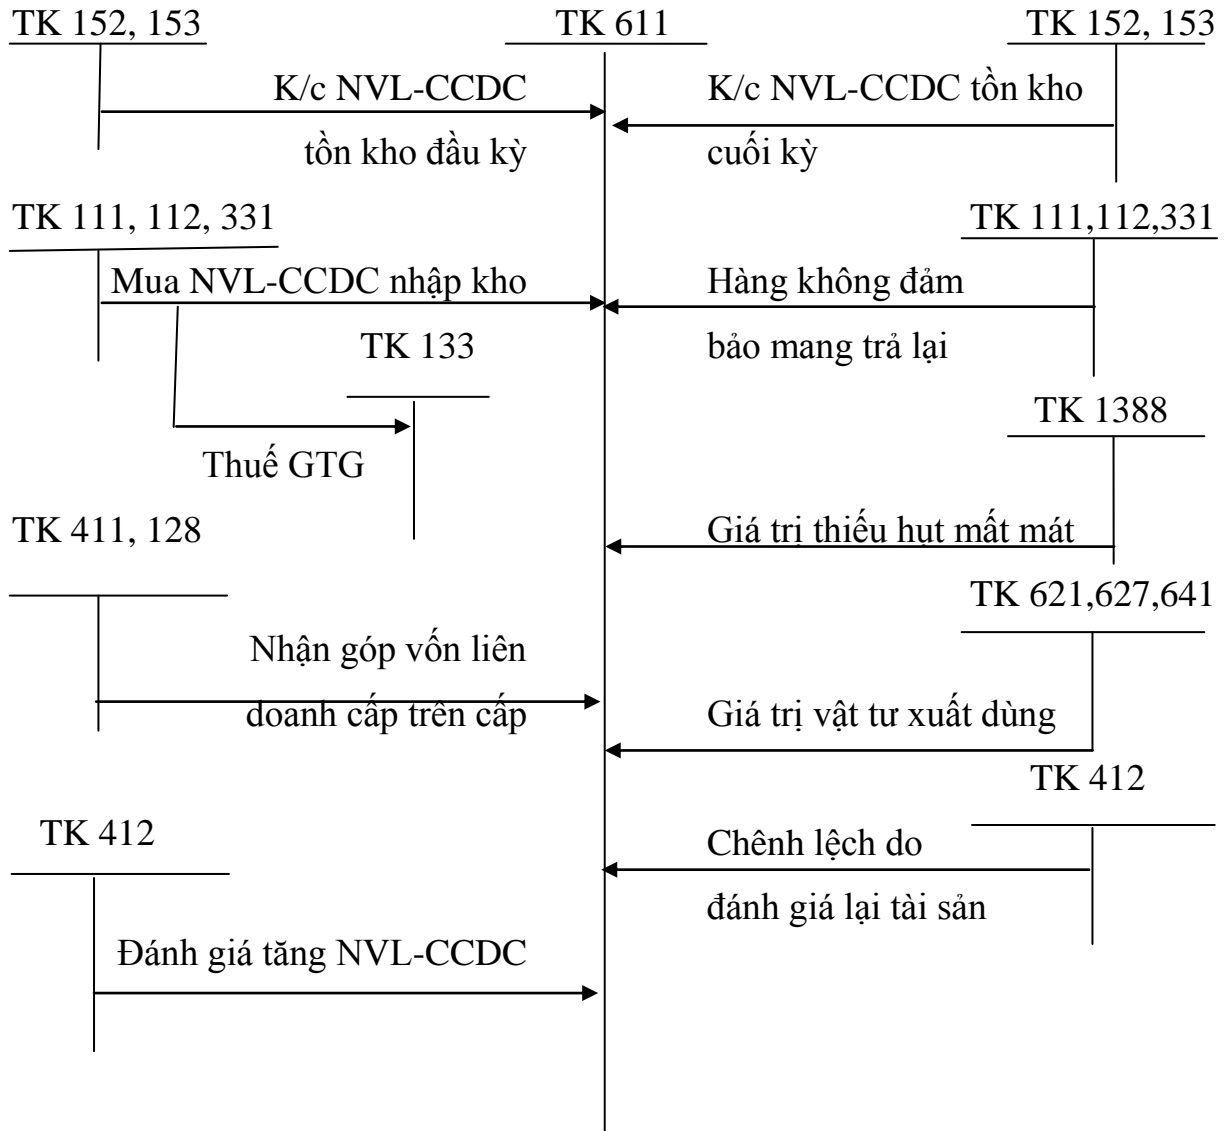 TK 152, 153
TK 611
TK 152, 153
K/c NVL-CCDC
tồn kho đầu kỳ
K/c NVL-CCDC tồn kho
cuối kỳ
TK 111, 112, 331
TK 111,112,331
Mua NVL-CCDC nhập kho
Hàng không đảm
bảo mang trả lại
TK 133
TK 1388
Thuế GTG
TK 411, 128
Giá trị thiếu hụt mất mát
TK 621,627,641
Nhận góp vốn liên
doanh cấp trên cấp
Giá trị vật tư xuất dùng
TK 412
TK 412
Chênh lệch do
đánh giá lại tài sản
Đánh giá tăng NVL-CCDC